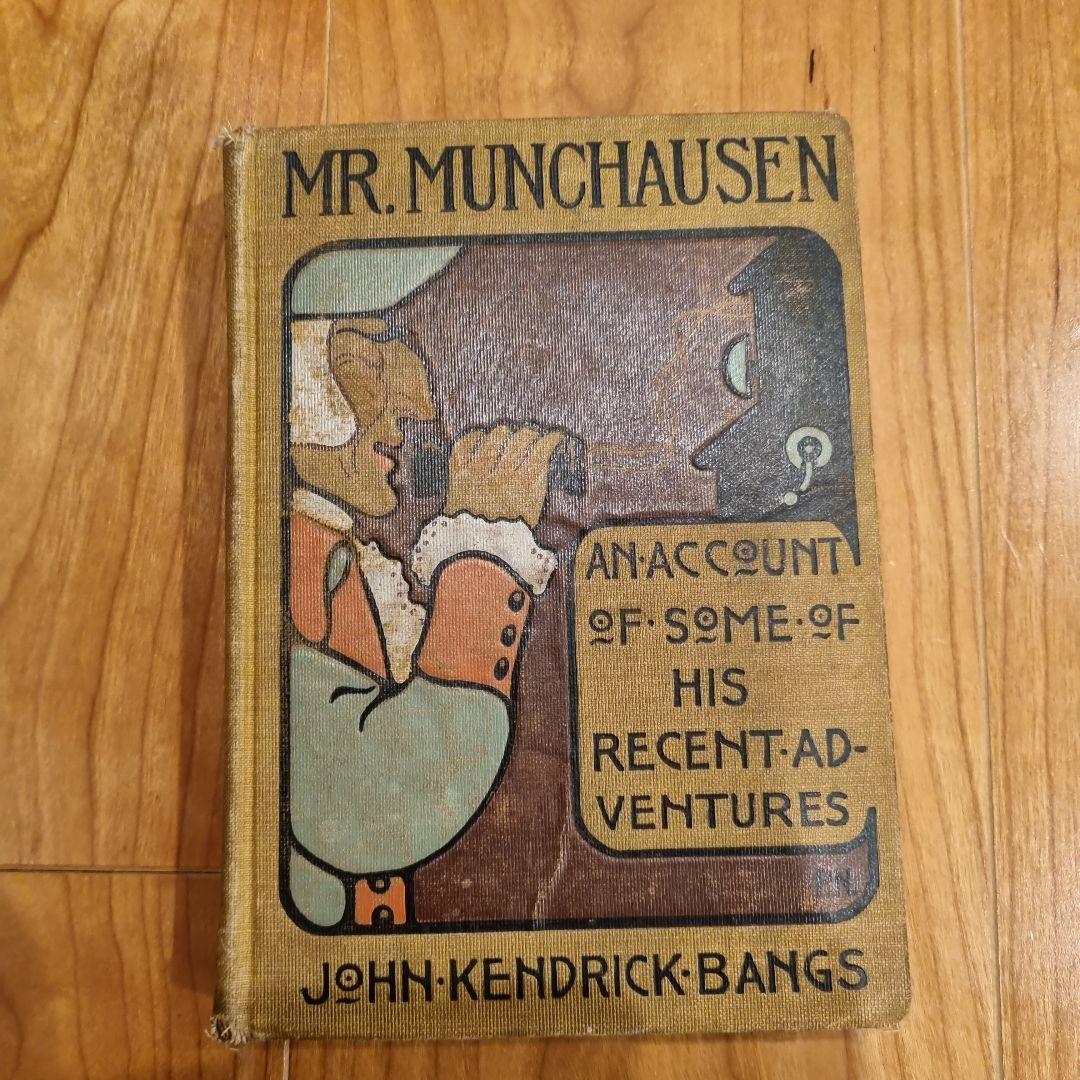 MR. MUNCHAUSEN
AN·ACCOUNT
OF·SOME·OF
HIS
RECENT·AD-
VENTURES
P.N.
JOHN·KENDRICK·BANGS